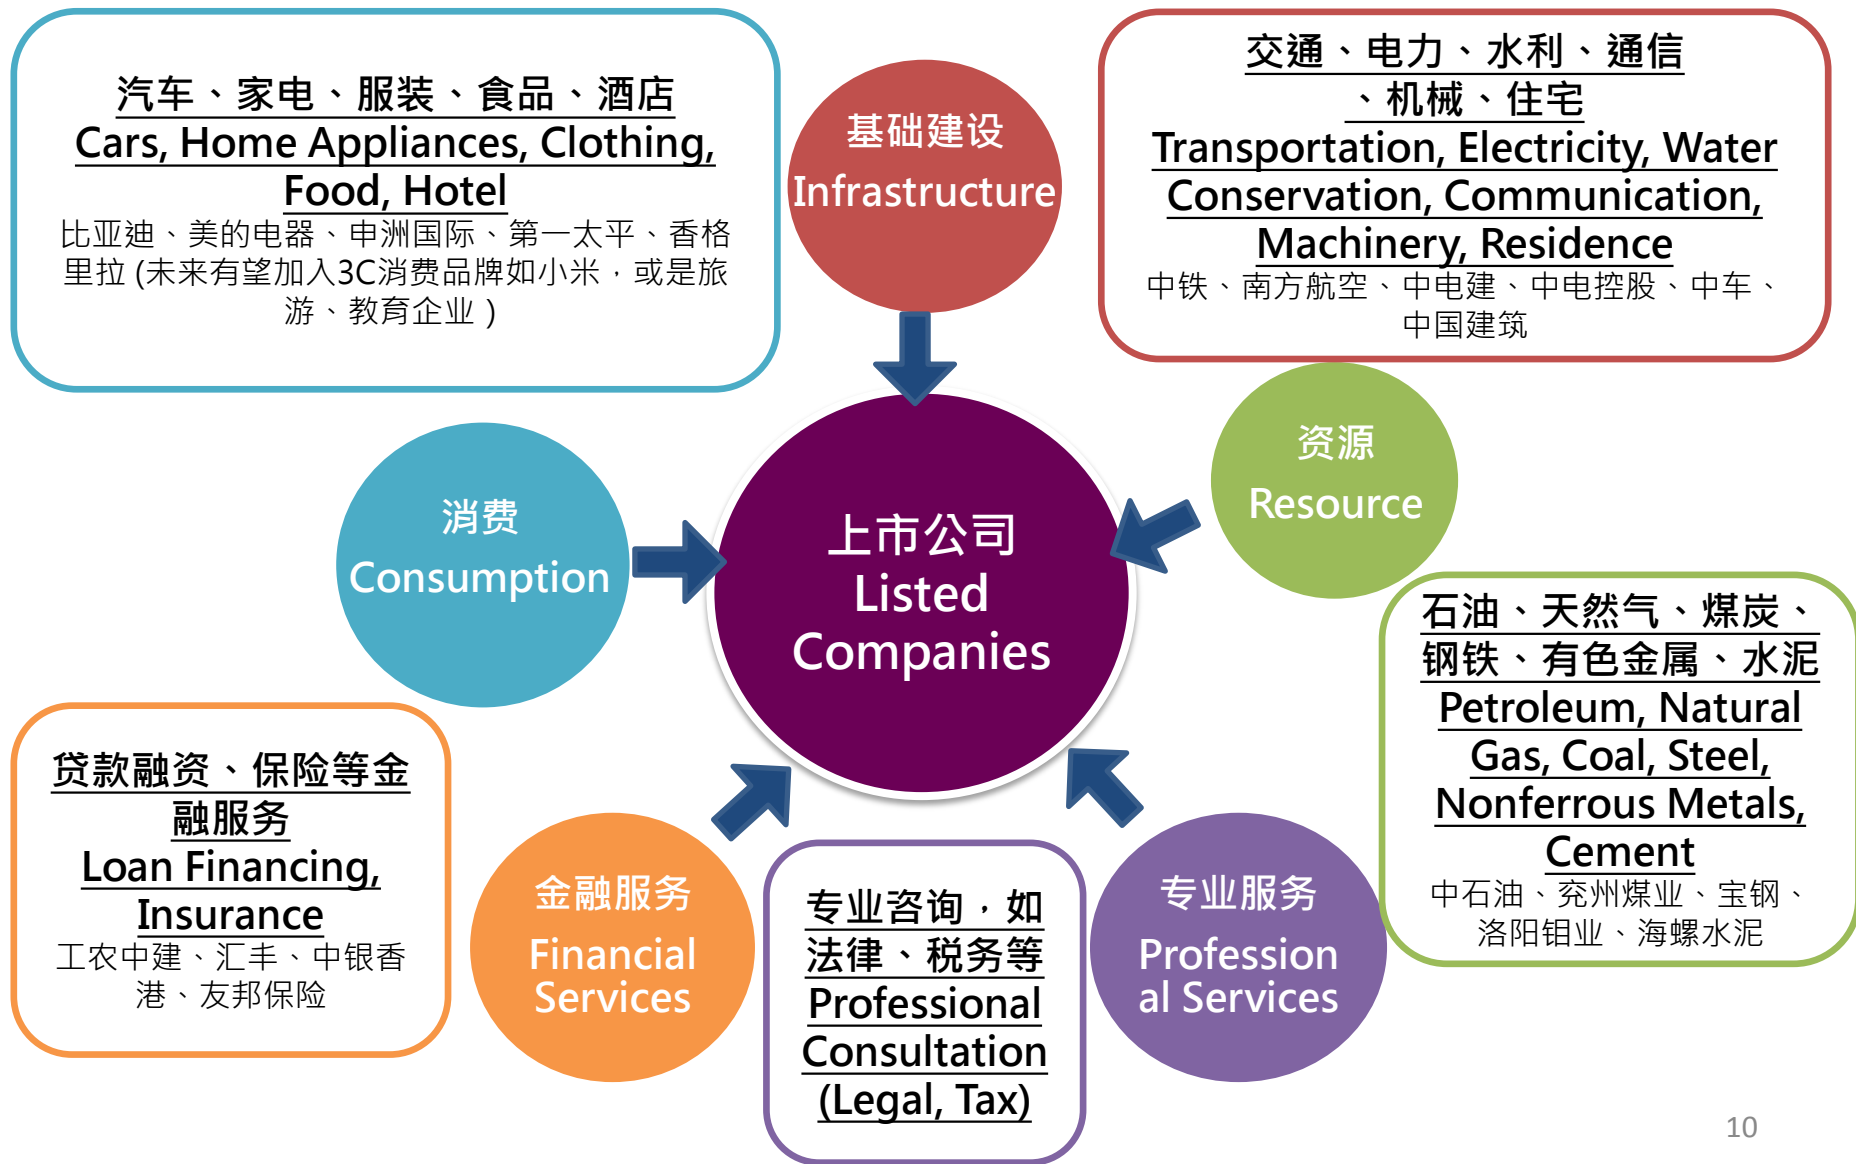 汽车、家电、服装、食品、酒店
Cars, Home Appliances, Clothing,
Food, Hotel
比亚迪、美的电器、申洲国际、第一太平、香格
里拉 (未来有望加入3C消费品牌如小米，或是旅
游、教育企业 )
基础建设
Infrastructure
交通、电力、水利、通信
、机械、住宅
Transportation, Electricity, Water
Conservation, Communication,
Machinery, Residence
中铁、南方航空、中电建、中电控股、中车、
中国建筑
资源
Resource
消费
Consumption
上市公司
Listed
Companies
石油、天然气、煤炭、
钢铁、有色金属、水泥
Petroleum, Natural
Gas, Coal, Steel,
Nonferrous Metals,
Cement
中石油、兖州煤业、宝钢、
洛阳钼业、海螺水泥
贷款融资、保险等金
融服务
Loan Financing,
Insurance
工农中建、汇丰、中银香
港、友邦保险
金融服务
Financial
Services
专业咨询，如
法律、税务等
Professional
Consultation
(Legal, Tax)
专业服务
Profession
al Services
10